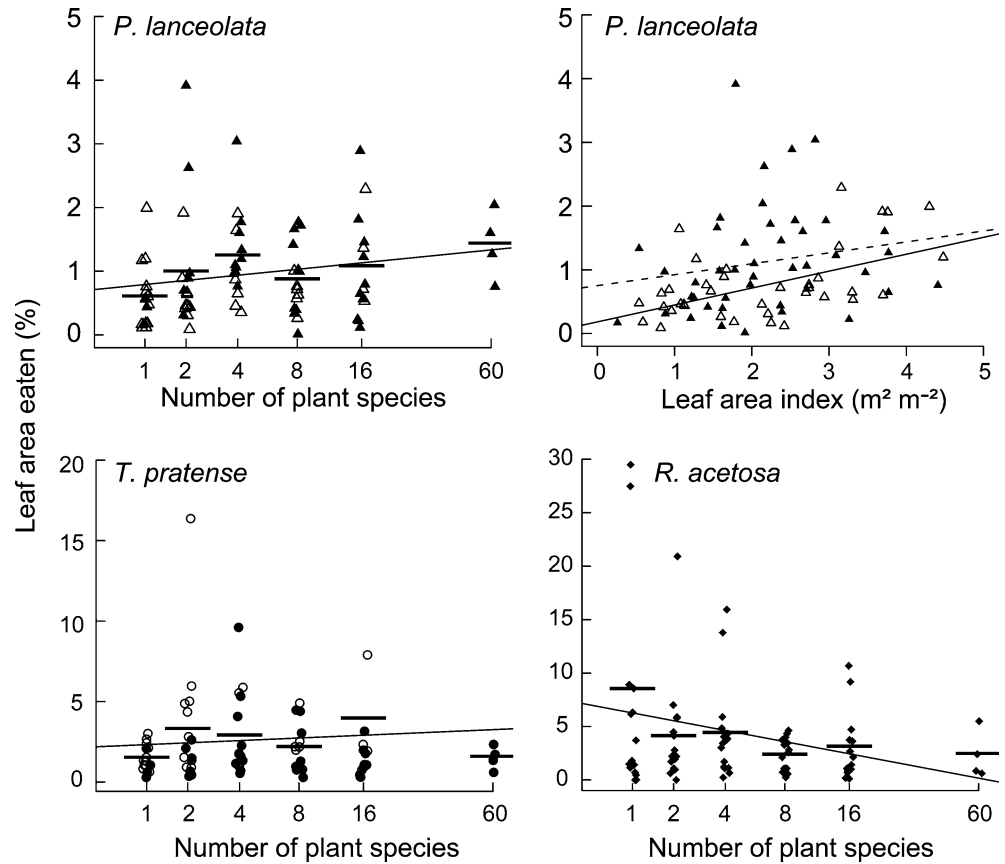 Leaf area eaten (%)
P. lanceolata
5
4
3
2
1
0
1 2 4 8 16 60
Number of plant species
P. lanceolata
5
4
3
2
1
0
0 1 2 3 4 5
Leaf area index (m² m⁻²)
T. pratense
20
15
10
5
0
1 2 4 8 16 60
Number of plant species
R. acetosa
30
25
20
15
10
5
0
1 2 4 8 16 60
Number of plant species